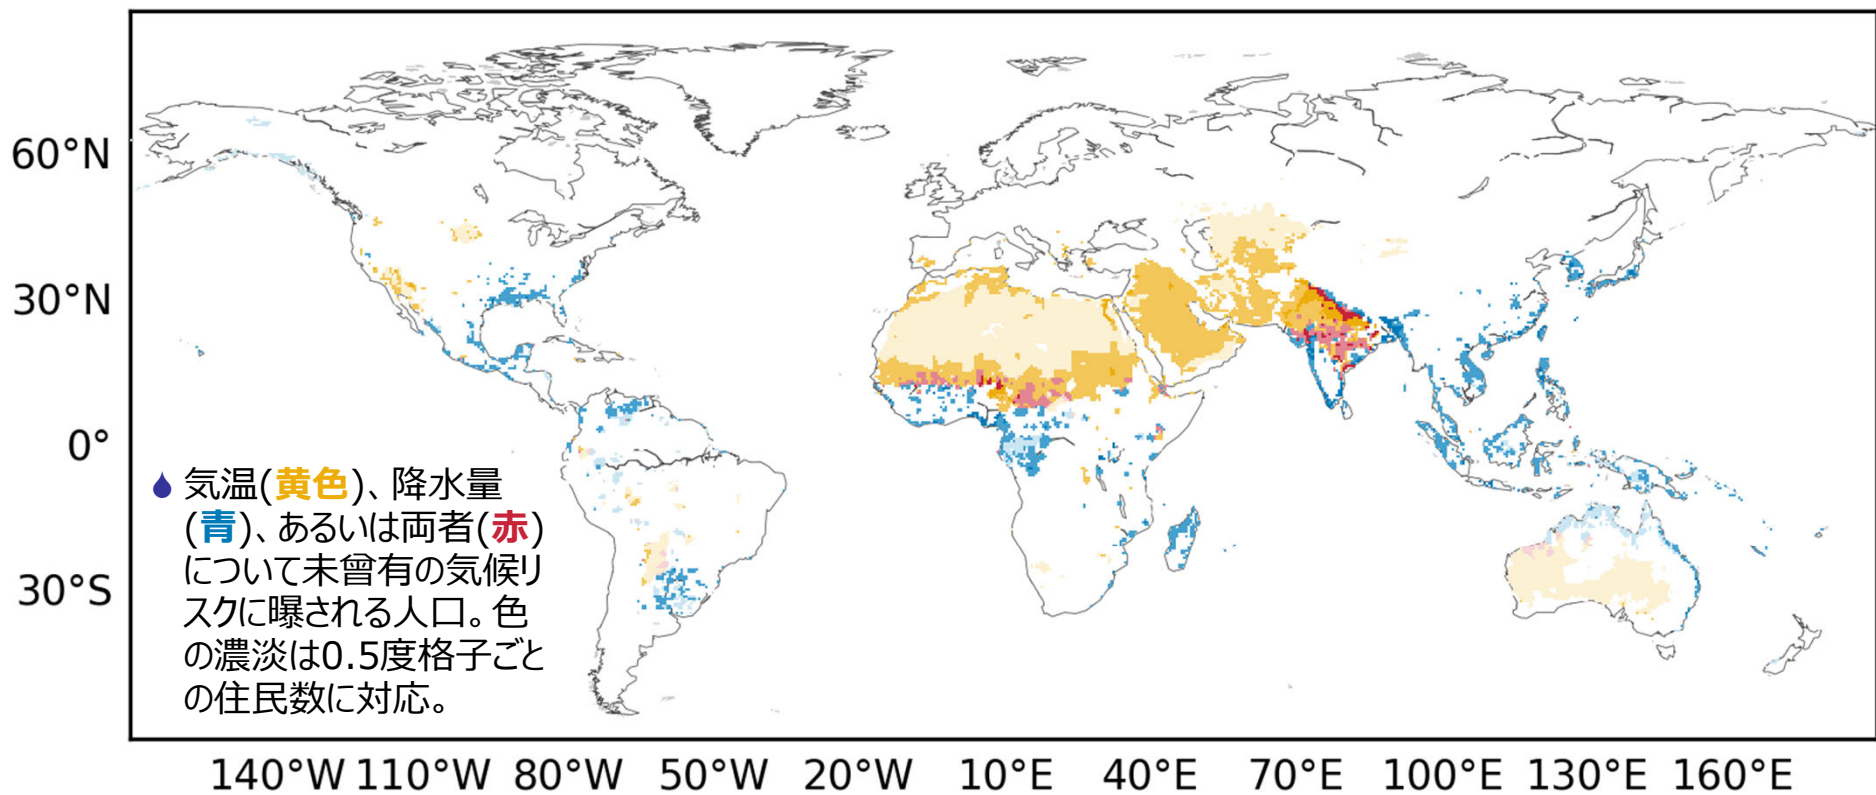 60°N
30°N
0°
30°S
気温(黄色)、降水量
(青)、あるいは両者(赤)
について未曾有の気候リ
スクに曝される人口。色
の濃淡は0.5度格子ごと
の住民数に対応。
140°W 110°W 80°W 50°W 20°W 10°E 40°E 70°E 100°E 130°E 160°E